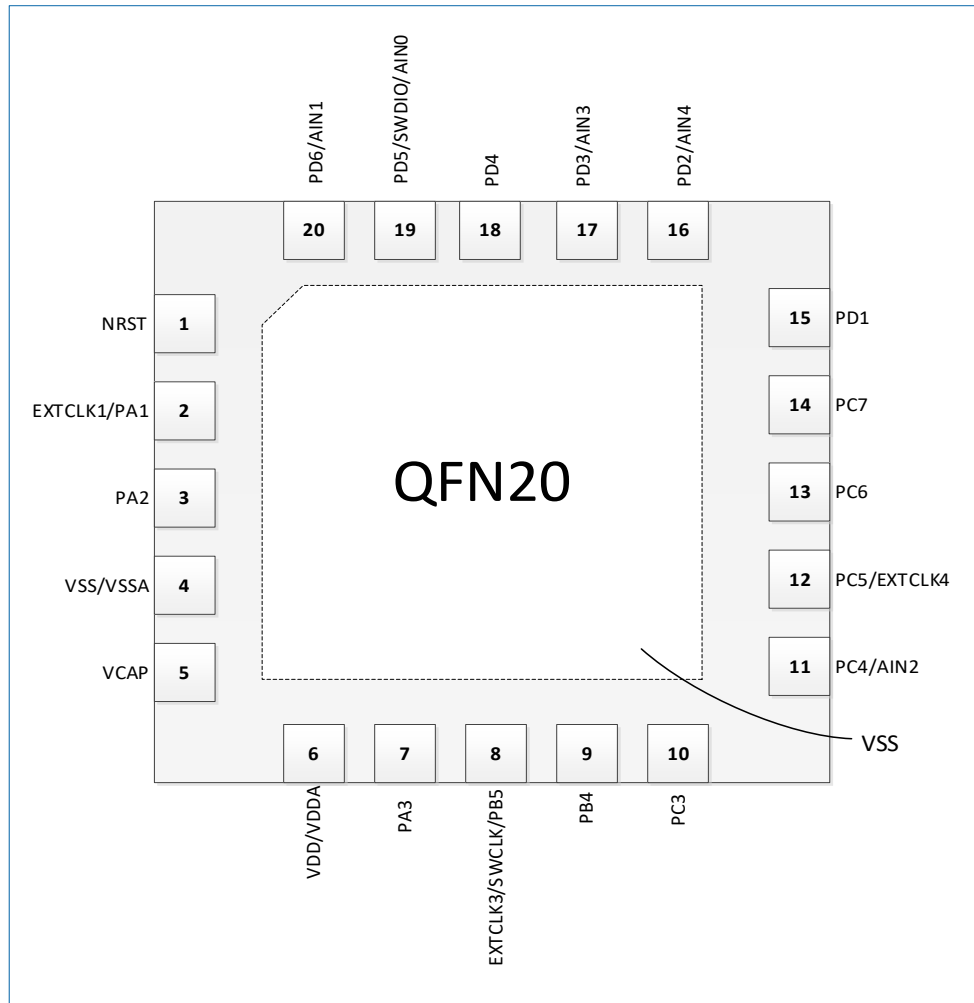 PD6/AIN1
PD5/SWDIO/AIN0
PD4
PD3/AIN3
PD2/AIN4
20
19
18
17
16
NRST
1
EXTCLK1/PA1
2
PA2
3
VSS/VSSA
4
VCAP
5
QFN20
15
PD1
14
PC7
13
PC6
12
PC5/EXTCLK4
11
PC4/AIN2
VSS
6
7
8
9
10
VDD/VDDA
PA3
EXTCLK3/SWCLK/PB5
PB4
PC3